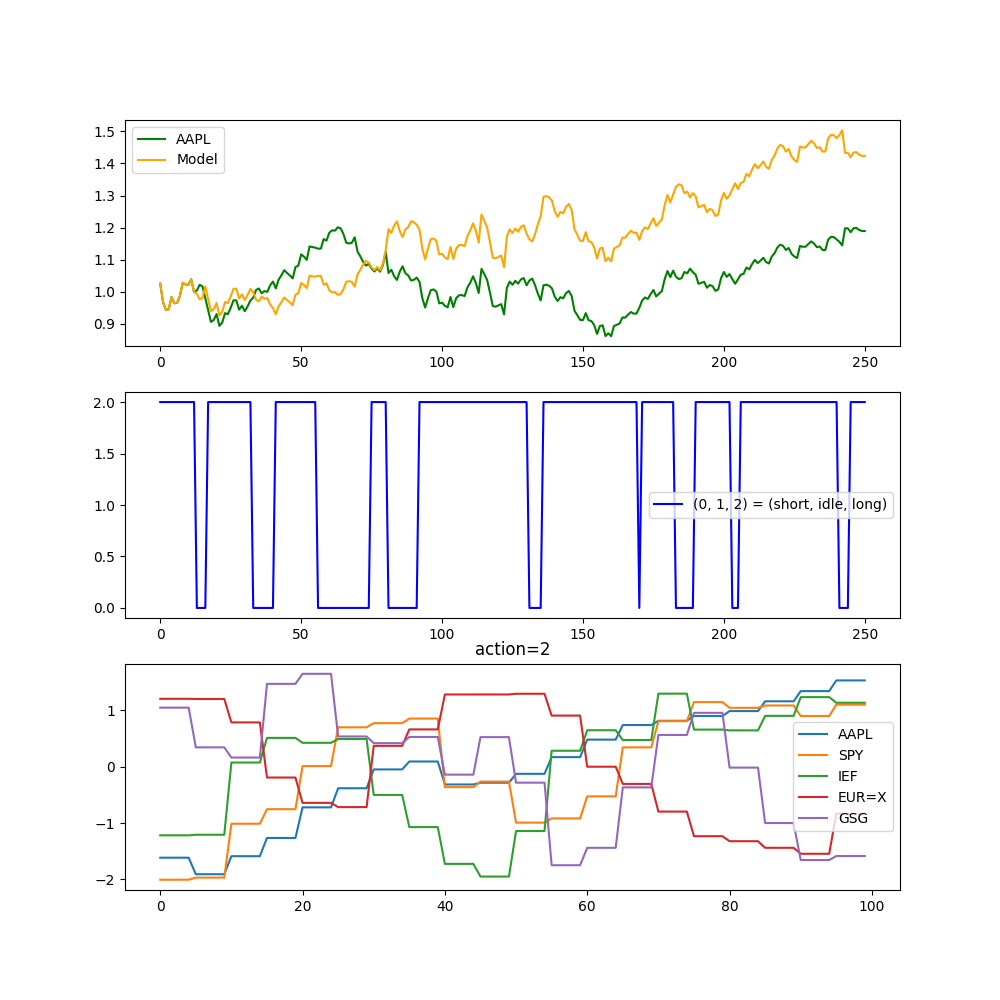 1.5
1.4
1.3
1.2
1.1
1.0
0.9
AAPL
Model
0 50 100 150 200 250
2.0
1.5
1.0
0.5
0.0
(0, 1, 2) = (short, idle, long)
0 50 100 150 200 250
action=2
1
0
−1
−2
AAPL
SPY
IEF
EUR=X
GSG
0 20 40 60 80 100